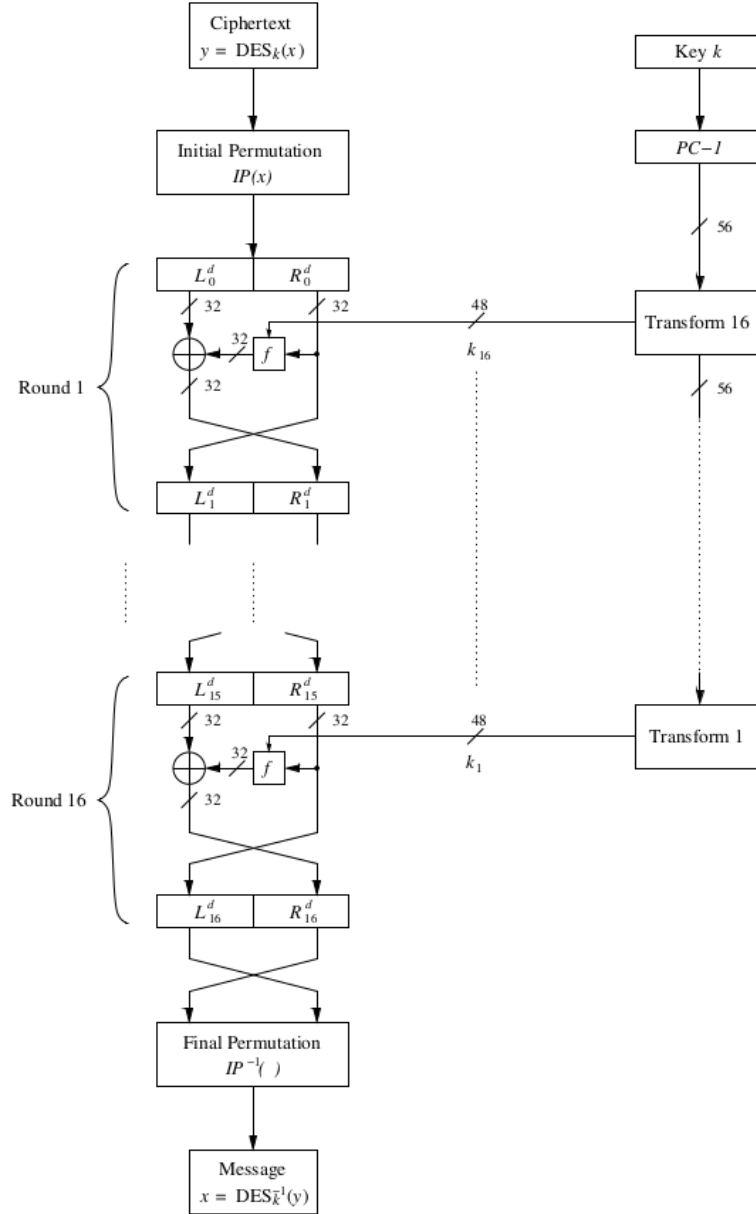 Ciphertext
y = DES_k(x)
Key k
Initial Permutation
IP(x)
PC−1
56
L_0^d R_0^d
32 32
48
Transform 16
32
f
k_16
32
56
Round 1
L_1^d R_1^d
L_15^d R_15^d
32 32
48
Transform 1
32
f
k_1
32
Round 16
L_16^d R_16^d
Final Permutation
IP^−1( )
Message
x = DES_k^−1(y)